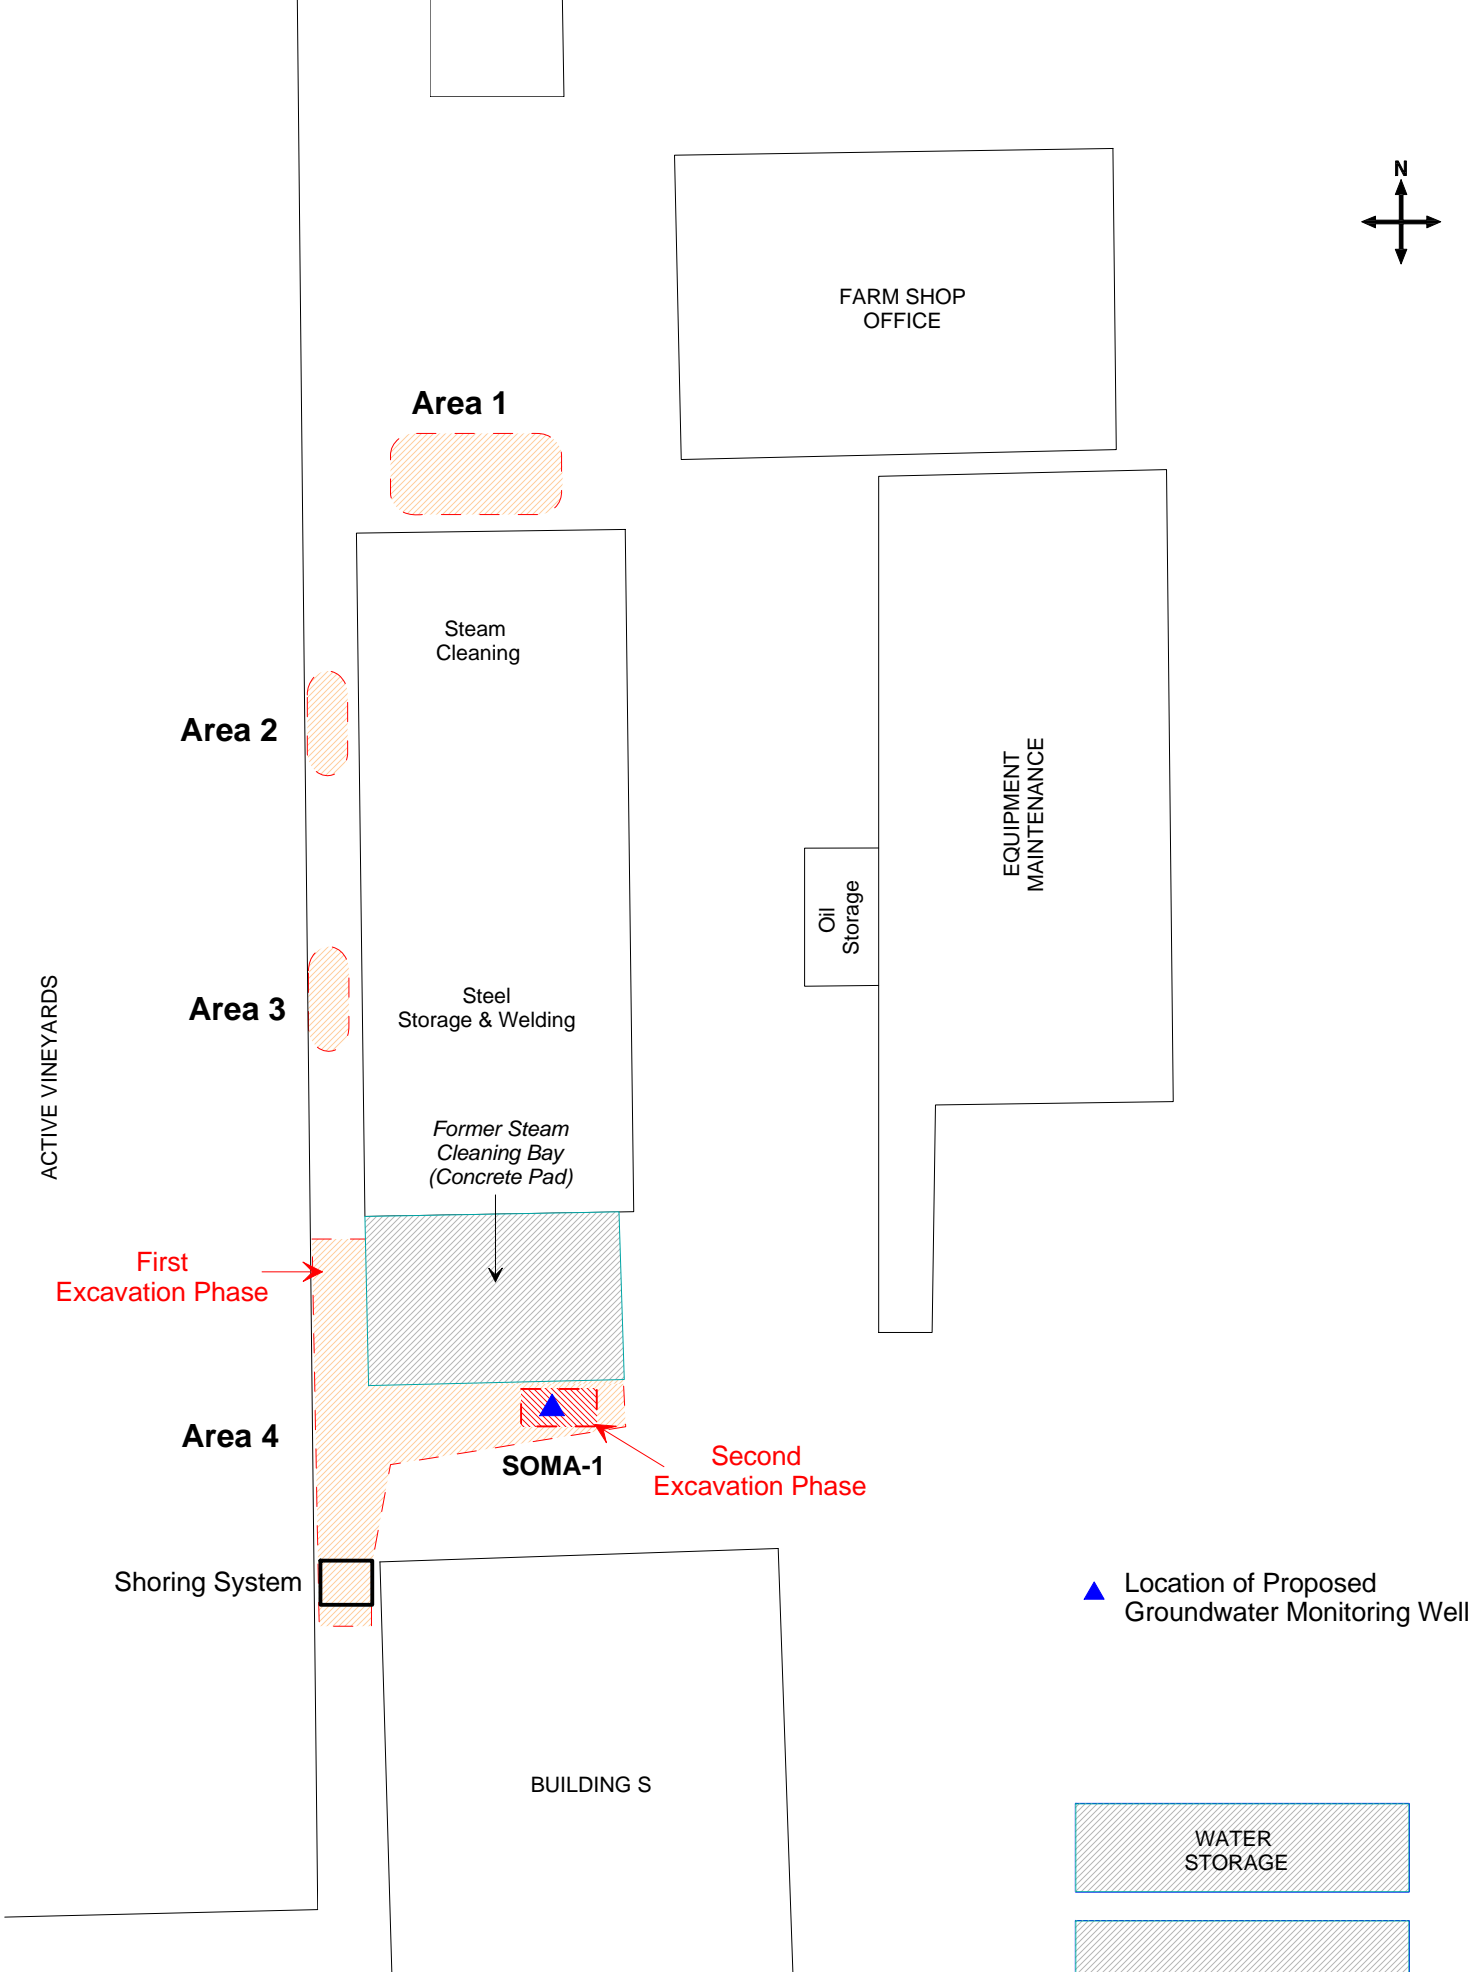 N
FARM SHOP
OFFICE
Area 1
Steam
Cleaning
Area 2
EQUIPMENT
MAINTENANCE
Oil
Storage
Area 3
Steel
Storage & Welding
ACTIVE VINEYARDS
Former Steam
Cleaning Bay
(Concrete Pad)
First
Excavation Phase
Area 4
SOMA-1
Second
Excavation Phase
Shoring System
Location of Proposed
Groundwater Monitoring Well
BUILDING S
WATER
STORAGE